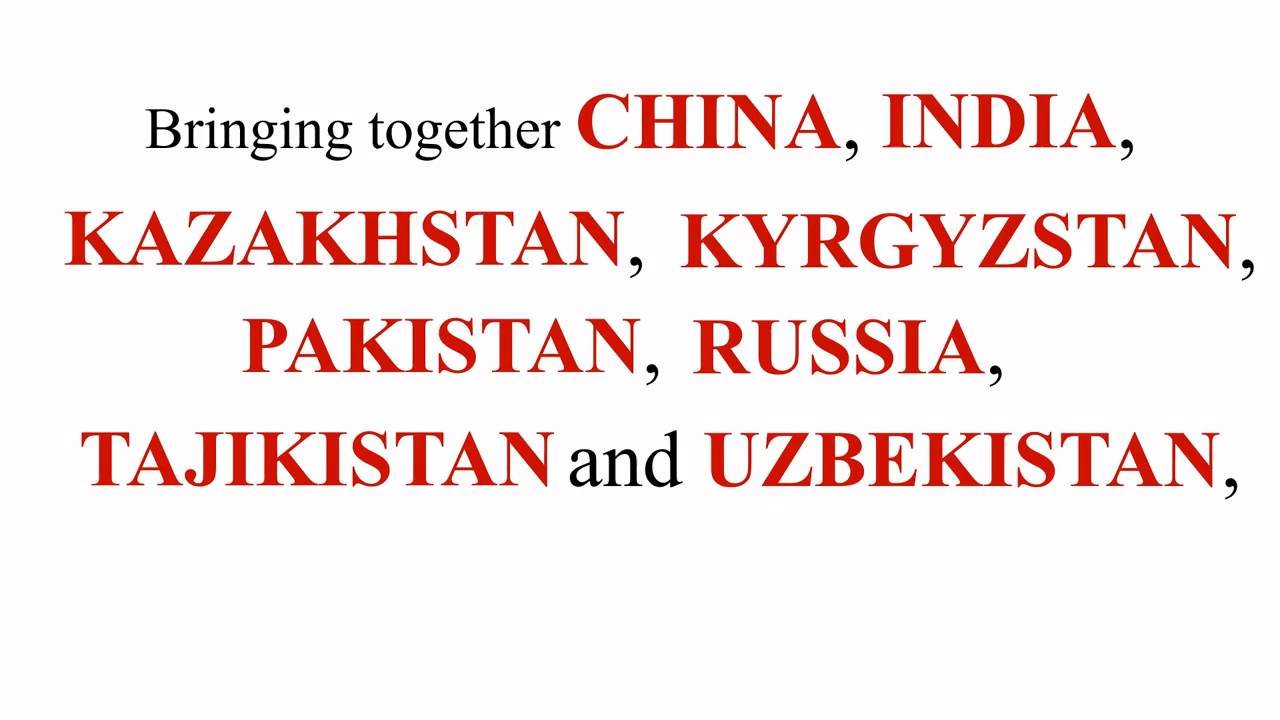 Bringing together CHINA, INDIA,
KAZAKHSTAN, KYRGYZSTAN,
PAKISTAN, RUSSIA,
TAJIKISTAN and UZBEKISTAN,